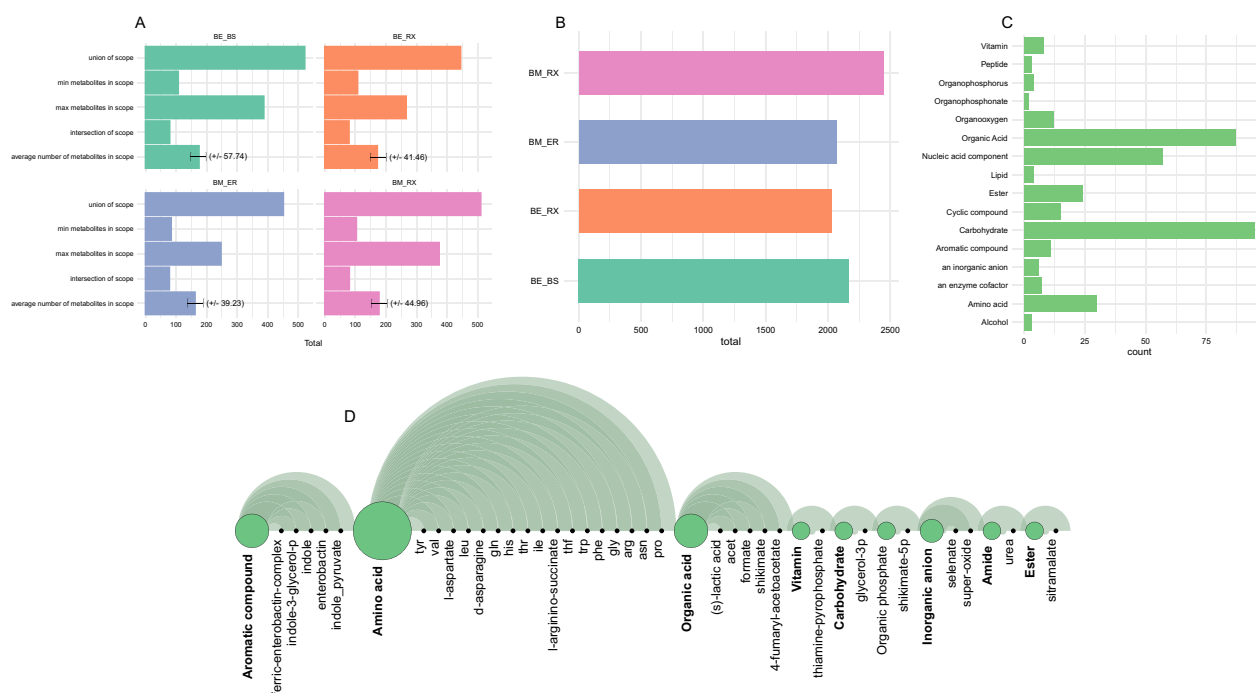 A
BE_BS
BE_RX
union of scope
min metabolites in scope
max metabolites in scope
intersection of scope
average number of metabolites in scope
(+/- 57.74)
(+/- 41.46)
BM_ER
BM_RX
union of scope
min metabolites in scope
max metabolites in scope
intersection of scope
average number of metabolites in scope
(+/- 39.23)
(+/- 44.96)
0 100 200 300 400 500
0 100 200 300 400 500
Total
B
BM_RX
BM_ER
BE_RX
BE_BS
0 500 1000 1500 2000 2500
total
C
Vitamin
Peptide
Organophosphorus
Organophosphonate
Organooxygen
Organic Acid
Nucleic acid component
Lipid
Ester
Cyclic compound
Carbohydrate
Aromatic compound
an inorganic anion
an enzyme cofactor
Amino acid
Alcohol
0 25 50 75
count
D
Aromatic compound
ferric-enterobactin-complex
indole-3-glycerol-p
indole
enterobactin
indole_pyruvate
Amino acid
tyr
val
l-aspartate
leu
d-asparagine
gln
his
thr
ile
l-arginino-succinate
thf
trp
phe
gly
arg
asn
pro
Organic acid
(s)-lactic acid
acet
formate
shikimate
4-fumaryl-acetoacetate
Vitamin
thiamine-pyrophosphate
Carbohydrate
glycerol-3p
Organic phosphate
shikimate-5p
Inorganic anion
selenate
super-oxide
Amide
urea
Ester
sitramalate